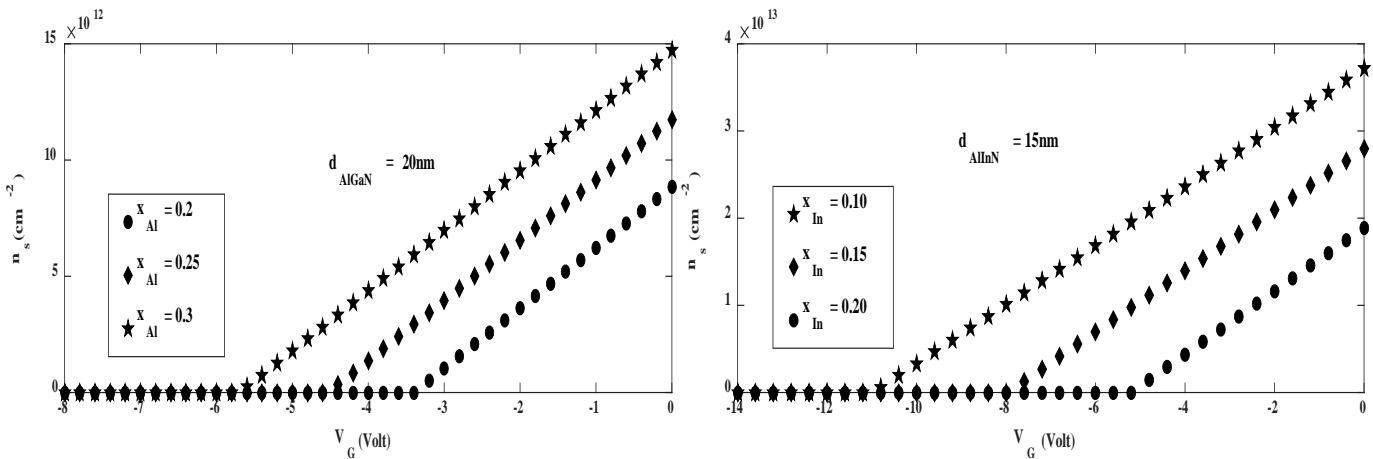 ×10 12
15
10
5
0
-8 -7 -6 -5 -4 -3 -2 -1 0
V G (Volt)
n s (cm -2)
d AlGaN = 20nm
x Al = 0.2
x Al = 0.25
x Al = 0.3
×10 13
4
3
2
1
0
-14 -12 -10 -8 -6 -4 -2 0
V G (Volt)
n s (cm -2)
d AlInN = 15nm
x In = 0.10
x In = 0.15
x In = 0.20